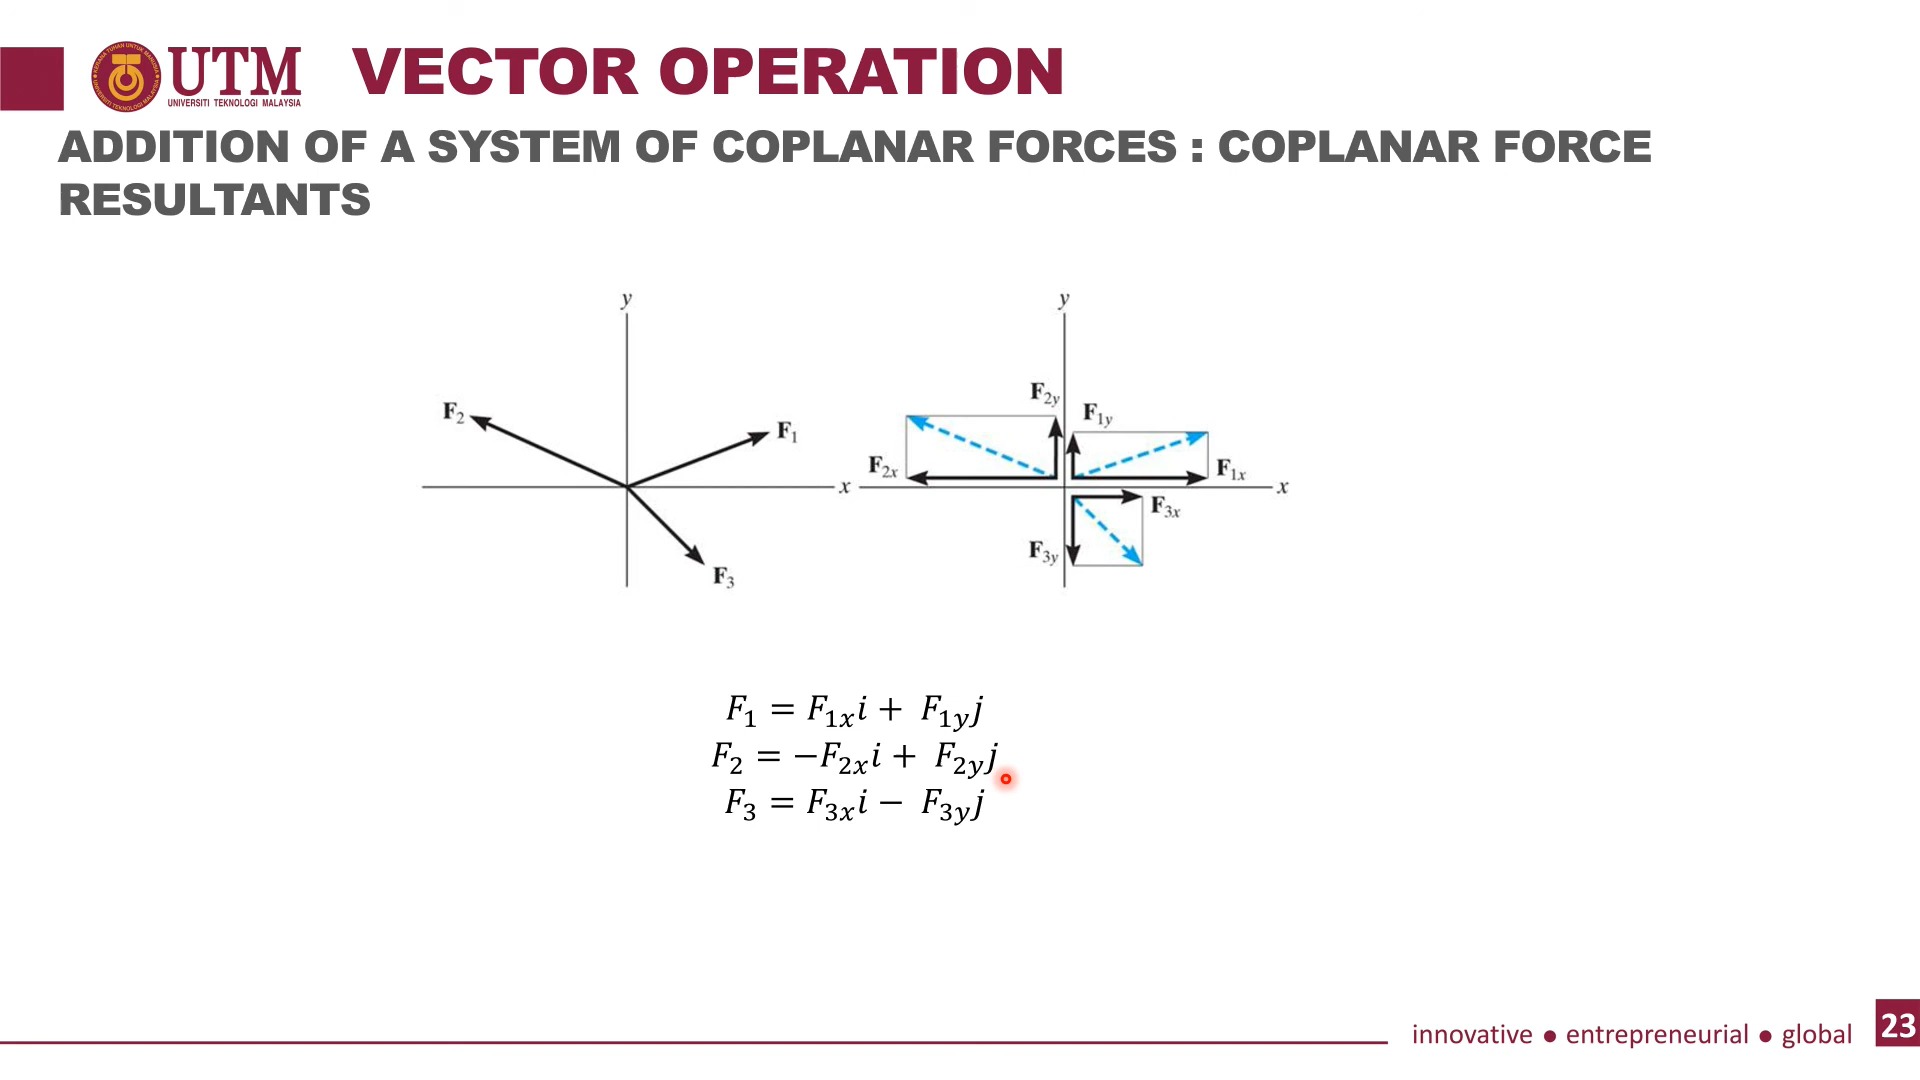 UTM
UNIVERSITI TEKNOLOGI MALAYSIA
VECTOR OPERATION
ADDITION OF A SYSTEM OF COPLANAR FORCES : COPLANAR FORCE
RESULTANTS
y
F₂
F₁
x
F₃
y
F₂y
F₁y
F₂x
F₁x
x
F₃x
F₃y
F₁ = F₁ₓi + F₁yj
F₂ = −F₂ₓi + F₂yj
F₃ = F₃ₓi − F₃yj
innovative ● entrepreneurial ● global
23